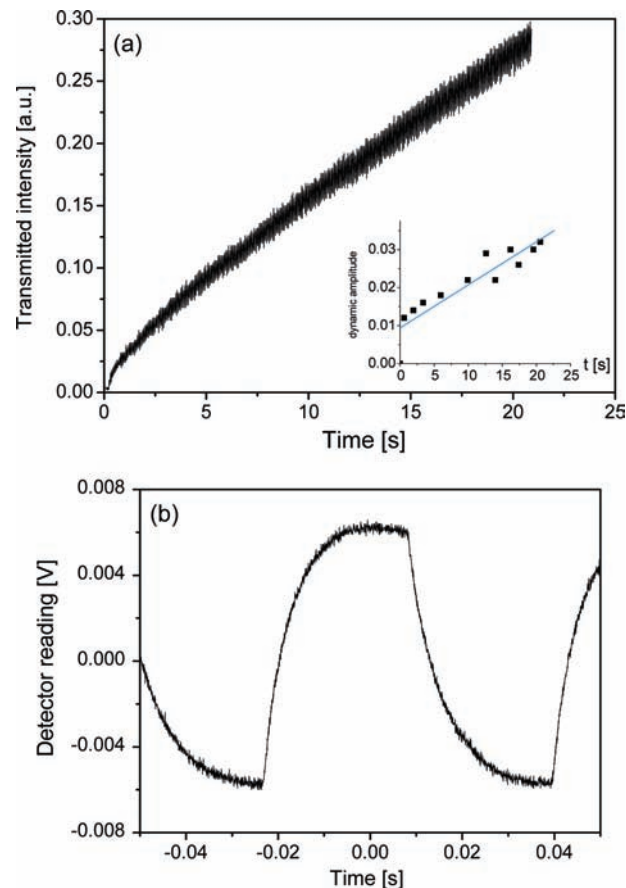 (a)
Transmitted intensity [a.u.]
0.30
0.25
0.20
0.15
0.10
0.05
0.00
0 5 10 15 20 25
Time [s]
dynamic amplitude
0.03
0.02
0.01
0.00
0 5 10 15 20 25
t [s]
(b)
Detector reading [V]
0.008
0.004
0.000
-0.004
-0.008
-0.04 -0.02 0.00 0.02 0.04
Time [s]